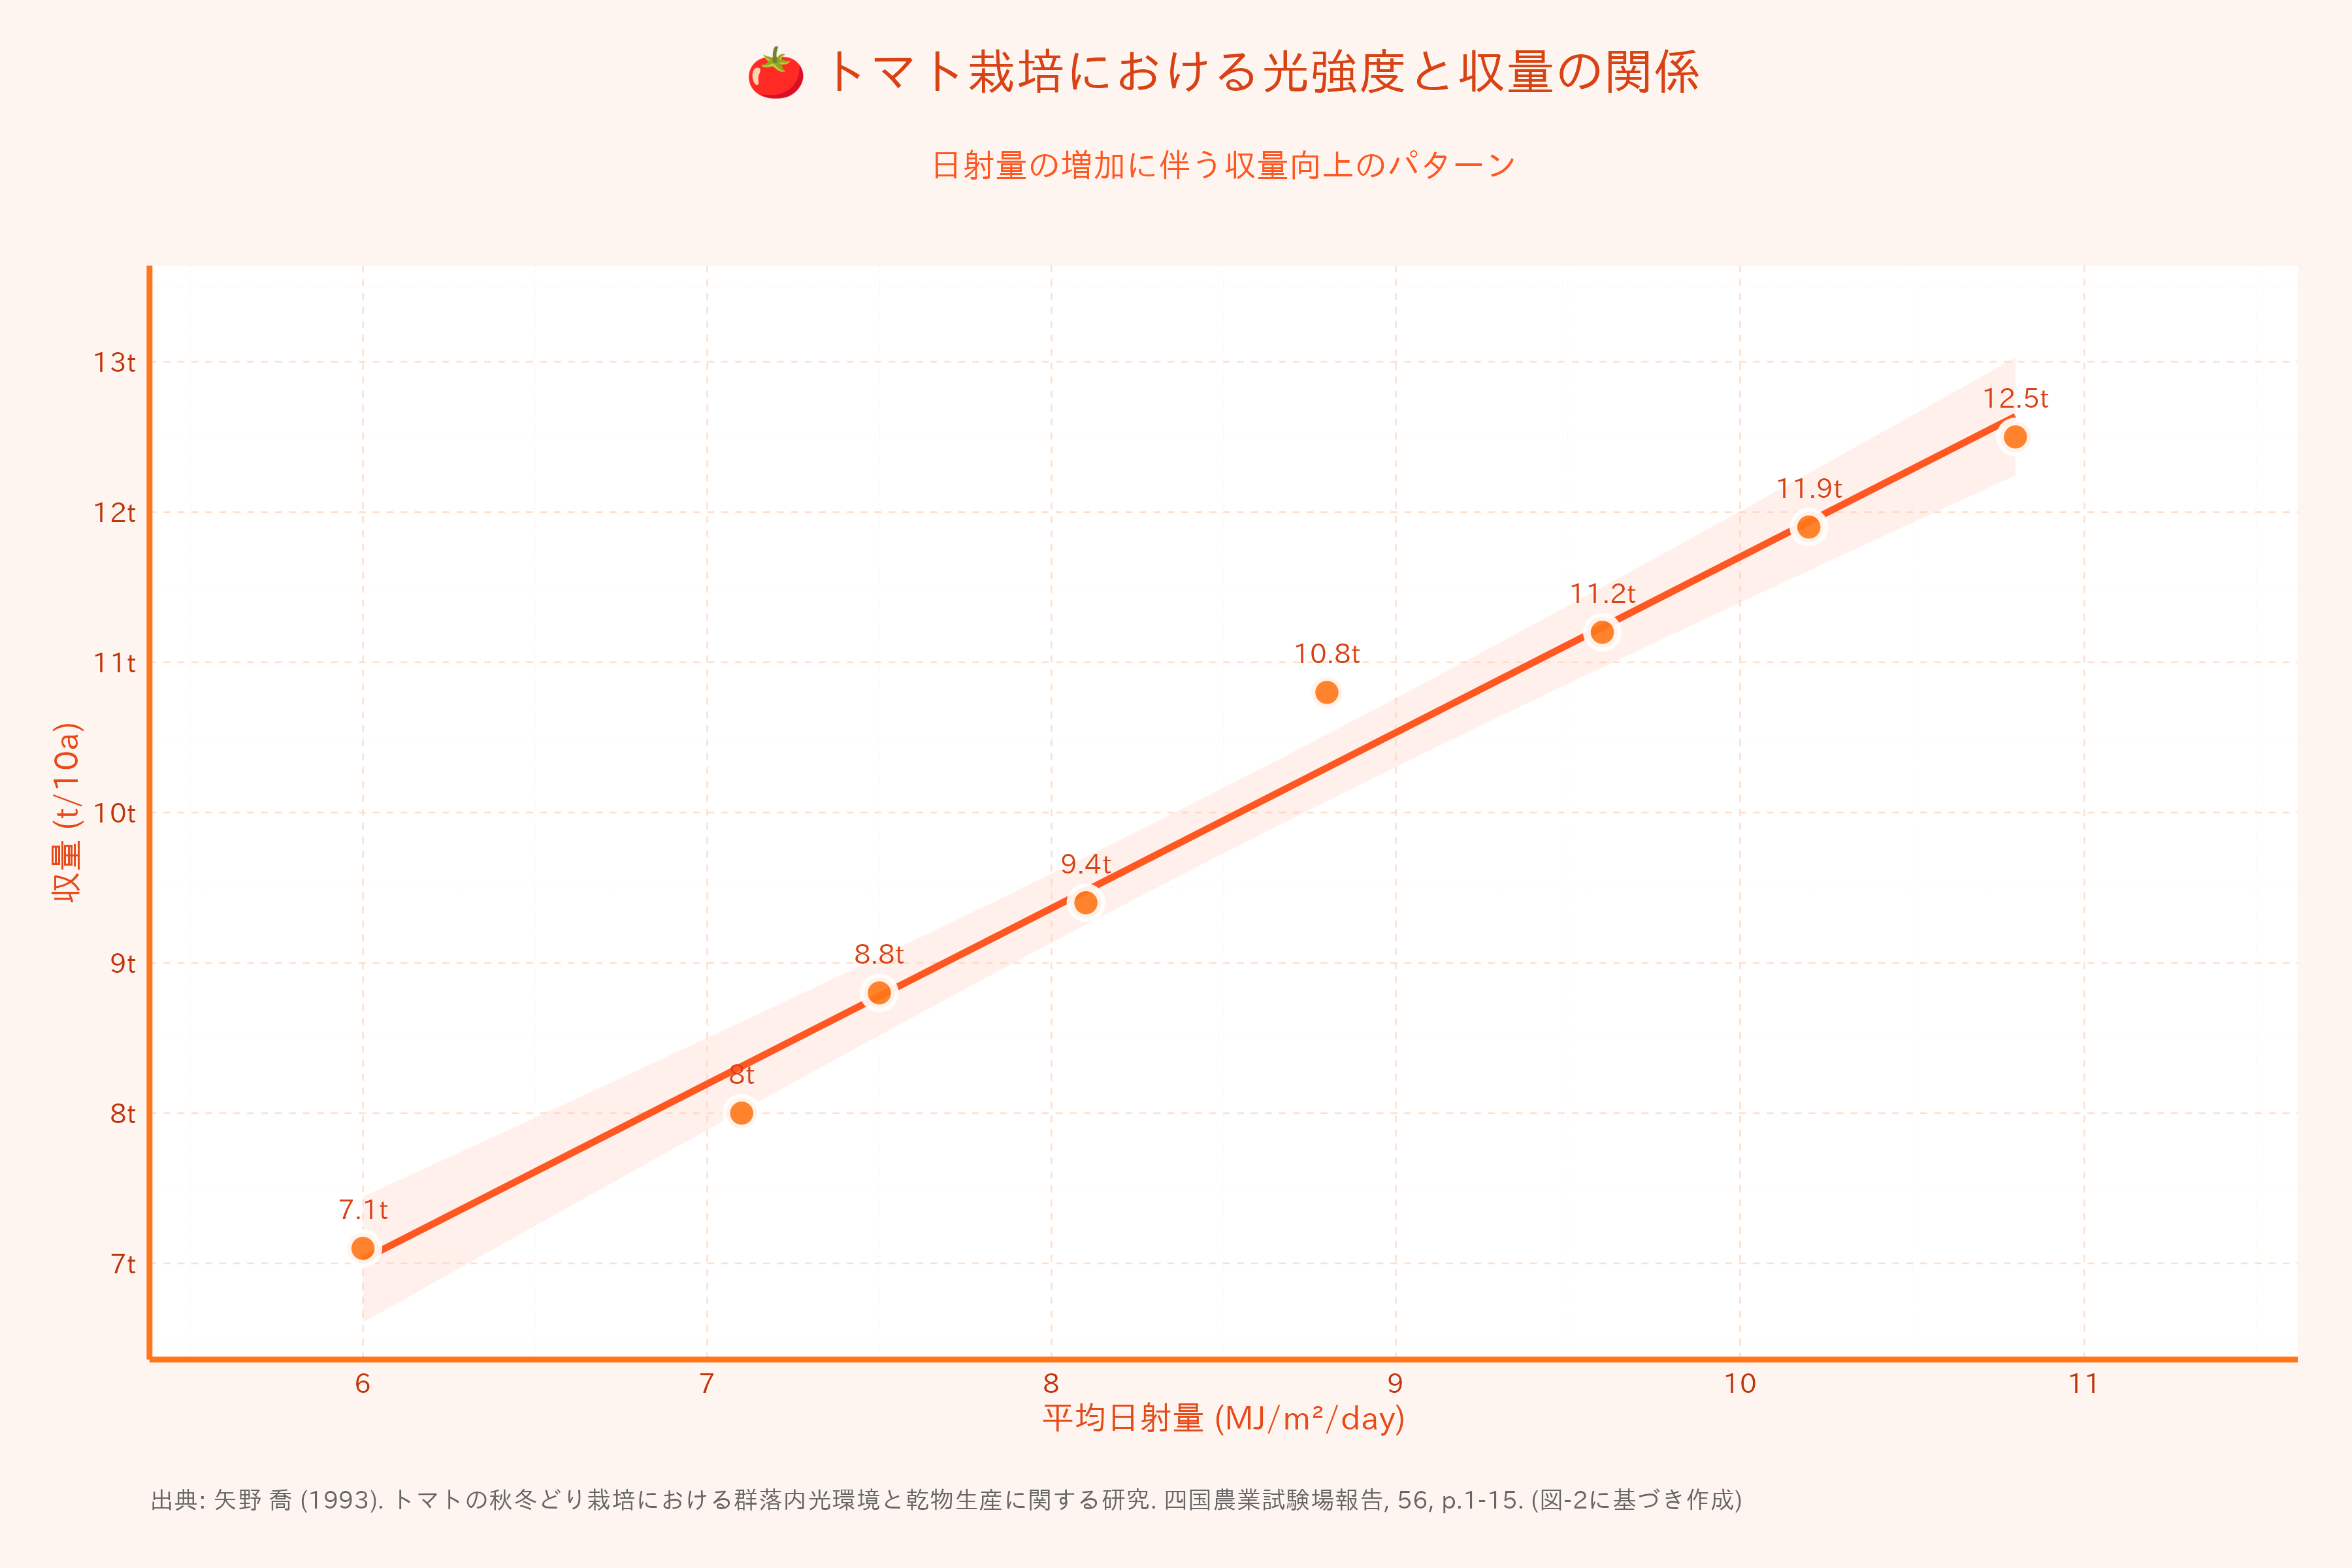 🍅 トマト栽培における光強度と収量の関係
日射量の増加に伴う収量向上のパターン
収量 (t/10a)
13t
12t
11t
10t
9t
8t
7t
12.5t
11.9t
11.2t
10.8t
9.4t
8.8t
8t
7.1t
6
7
8
9
10
11
平均日射量 (MJ/m²/day)
出典: 矢野 喬 (1993). トマトの秋冬どり栽培における群落内光環境と乾物生産に関する研究. 四国農業試験場報告, 56, p.1-15. (図-2に基づき作成)